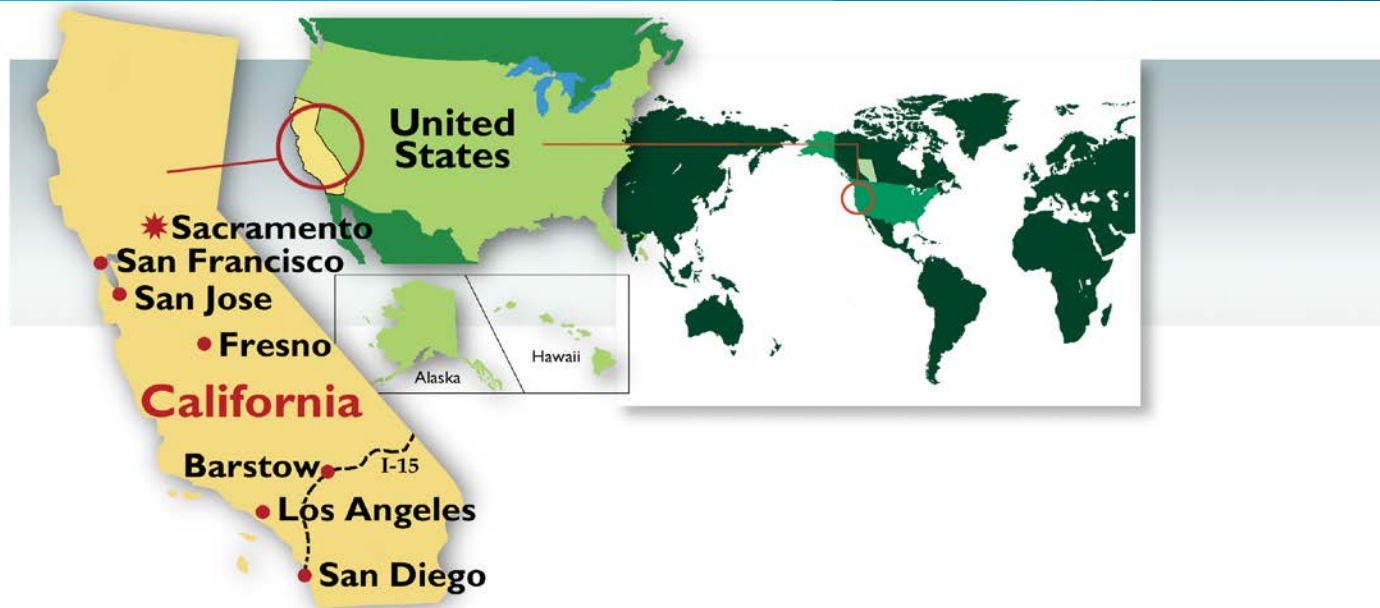 United
States
Sacramento
San Francisco
San Jose
Fresno
California
Alaska
Hawaii
Barstow
I-15
Los Angeles
San Diego